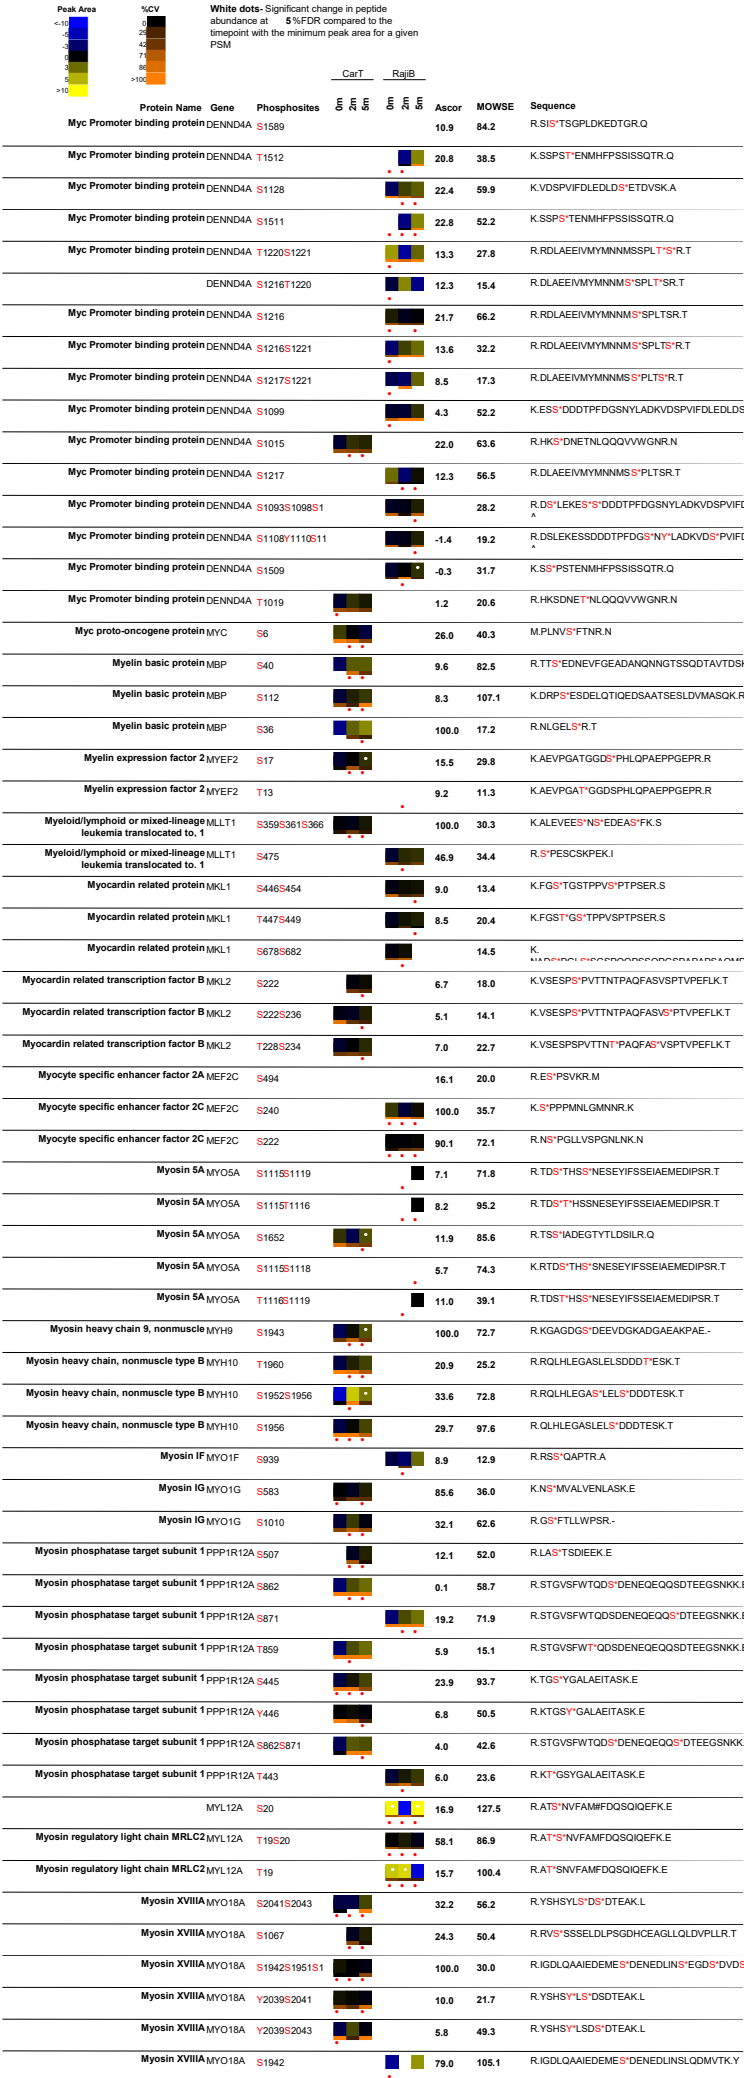 Peak Area %CV White dots- Significant change in peptide
abundance at 5 %FDR compared to the
timepoint with the minimum peak area for a given
PSM
<-10 0
-5 29
-3 42
0 71
3 86
5 >100
>10
CarT RajiB
Protein Name Gene Phosphosites 0m 2m 5m 0m 2m 5m Ascor MOWSE Sequence
Myc Promoter binding protein DENND4A S1589 10.9 84.2 R.SIS*TSGPLDKEDTGR.Q
Myc Promoter binding protein DENND4A T1512 20.8 38.5 K.SSPST*ENMHFPSSISSQTR.Q
Myc Promoter binding protein DENND4A S1128 22.4 59.9 K.VDSPVIFDLEDLDS*ETDVSK.A
Myc Promoter binding protein DENND4A S1511 22.8 52.2 K.SSPS*TENMHFPSSISSQTR.Q
Myc Promoter binding protein DENND4A T1220S1221 13.3 27.8 R.RDLAEEIVMYMNNMSSPLT*S*R.T
DENND4A S1216T1220 12.3 15.4 R.DLAEEIVMYMNNMS*SPLT*SR.T
Myc Promoter binding protein DENND4A S1216 21.7 66.2 R.RDLAEEIVMYMNNMS*SPLTSR.T
Myc Promoter binding protein DENND4A S1216S1221 13.6 32.2 R.RDLAEEIVMYMNNMS*SPLTS*R.T
Myc Promoter binding protein DENND4A S1217S1221 8.5 17.3 R.DLAEEIVMYMNNMSS*PLTS*R.T
Myc Promoter binding protein DENND4A S1099 4.3 52.2 K.ESS*DDDTPFDGSNYLADKVDSPVIFDLEDLDS
Myc Promoter binding protein DENND4A S1015 22.0 63.6 R.HKS*DNETNLQQQVVWGNR.N
Myc Promoter binding protein DENND4A S1217 12.3 56.5 R.DLAEEIVMYMNNMSS*PLTSR.T
Myc Promoter binding protein DENND4A S1093S1098S1 28.2 R.DS*LEKES*S*DDDTPFDGSNYLADKVDSPVIFD
^
Myc Promoter binding protein DENND4A S1108Y1110S11 -1.4 19.2 R.DSLEKESSDDDTPFDGS*NY*LADKVDS*PVIFD
^
Myc Promoter binding protein DENND4A S1509 -0.3 31.7 K.SS*PSTENMHFPSSISSQTR.Q
Myc Promoter binding protein DENND4A T1019 1.2 20.6 R.HKSDNET*NLQQQVVWGNR.N
Myc proto-oncogene protein MYC S6 26.0 40.3 M.PLNVS*FTNR.N
Myelin basic protein MBP S40 9.6 82.5 R.TTS*EDNEVFGEADANQNNGTSSQDTAVTDSK
Myelin basic protein MBP S112 8.3 107.1 K.DRPS*ESDELQTIQEDSAATSESLDVMASQK.R
Myelin basic protein MBP S36 100.0 17.2 R.NLGELS*R.T
Myelin expression factor 2 MYEF2 S17 15.5 29.8 K.AEVPGATGGDS*PHLQPAEPPGEPR.R
Myelin expression factor 2 MYEF2 T13 9.2 11.3 K.AEVPGAT*GGDSPHLQPAEPPGEPR.R
Myeloid/lymphoid or mixed-lineage MLLT1 S359S361S366 100.0 30.3 K.ALEVEES*NS*EDEAS*FK.S
leukemia translocated to, 1
Myeloid/lymphoid or mixed-lineage MLLT1 S475 46.9 34.4 R.S*PESCSKPEK.I
leukemia translocated to. 1
Myocardin related protein MKL1 S446S454 9.0 13.4 K.FGS*TGSTPPVS*PTPSER.S
Myocardin related protein MKL1 T447S449 8.5 20.4 K.FGST*GS*TPPVSPTPSER.S
Myocardin related protein MKL1 S678S682 14.5 K.
Myocardin related transcription factor B MKL2 S222 6.7 18.0 K.VSESPS*PVTTNTPAQFASVSPTVPEFLK.T
Myocardin related transcription factor B MKL2 S222S236 5.1 14.1 K.VSESPS*PVTTNTPAQFASVS*PTVPEFLK.T
Myocardin related transcription factor B MKL2 T228S234 7.0 22.7 K.VSESPSPVTTNT*PAQFAS*VSPTVPEFLK.T
Myocyte specific enhancer factor 2A MEF2C S494 16.1 20.0 R.ES*PSVKR.M
Myocyte specific enhancer factor 2C MEF2C S240 100.0 35.7 K.S*PPPMNLGMNNR.K
Myocyte specific enhancer factor 2C MEF2C S222 90.1 72.1 R.NS*PGLLVSPGNLNK.N
Myosin 5A MYO5A S1115S1119 7.1 71.8 R.TDS*THSS*NESEYIFSSEIAEMEDIPSR.T
Myosin 5A MYO5A S1115T1116 8.2 95.2 R.TDS*T*HSSNESEYIFSSEIAEMEDIPSR.T
Myosin 5A MYO5A S1652 11.9 85.6 R.TSS*IADEGTYTLDSILR.Q
Myosin 5A MYO5A S1115S1118 5.7 74.3 K.RTDS*THS*SNESEYIFSSEIAEMEDIPSR.T
Myosin 5A MYO5A T1116S1119 11.0 39.1 R.TDST*HSS*NESEYIFSSEIAEMEDIPSR.T
Myosin heavy chain 9, nonmuscle MYH9 S1943 100.0 72.7 R.KGAGDGS*DEEVDGKADGAEAKPAE.-
Myosin heavy chain, nonmuscle type B MYH10 T1960 20.9 25.2 R.RQLHLEGASLELSDDDT*ESK.T
Myosin heavy chain, nonmuscle type B MYH10 S1952S1956 33.6 72.8 R.RQLHLEGAS*LELS*DDDTESK.T
Myosin heavy chain, nonmuscle type B MYH10 S1956 29.7 97.6 R.QLHLEGASLELS*DDDTESK.T
Myosin IF MYO1F S939 8.9 12.9 R.RSS*QAPTR.A
Myosin IG MYO1G S583 85.6 36.0 K.NS*MVALVENLASK.E
Myosin IG MYO1G S1010 32.1 62.6 R.GS*FTLLWPSR.-
Myosin phosphatase target subunit 1 PPP1R12A S507 12.1 52.0 R.LAS*TSDIEEK.E
Myosin phosphatase target subunit 1 PPP1R12A S862 0.1 58.7 R.STGVSFWTQDS*DENEQEQQSDTEEGSNKK.E
Myosin phosphatase target subunit 1 PPP1R12A S871 19.2 71.9 R.STGVSFWTQDSDENEQEQQS*DTEEGSNKK.E
Myosin phosphatase target subunit 1 PPP1R12A T859 5.9 15.1 R.STGVSFWT*QDSDENEQEQQSDTEEGSNKK.E
Myosin phosphatase target subunit 1 PPP1R12A S445 23.9 93.7 K.TGS*YGALAEITASK.E
Myosin phosphatase target subunit 1 PPP1R12A Y446 6.8 50.5 R.KTGSY*GALAEITASK.E
Myosin phosphatase target subunit 1 PPP1R12A S862S871 4.0 42.6 R.STGVSFWTQDS*DENEQEQQS*DTEEGSNKK.
Myosin phosphatase target subunit 1 PPP1R12A T443 6.0 23.6 R.KT*GSYGALAEITASK.E
MYL12A S20 16.9 127.5 R.ATS*NVFAM#FDQSQIQEFK.E
Myosin regulatory light chain MRLC2 MYL12A T19S20 58.1 86.9 R.AT*S*NVFAMFDQSQIQEFK.E
Myosin regulatory light chain MRLC2 MYL12A T19 15.7 100.4 R.AT*SNVFAMFDQSQIQEFK.E
Myosin XVIIIA MYO18A S2041S2043 32.2 56.2 R.YSHSYLS*DS*DTEAK.L
Myosin XVIIIA MYO18A S1067 24.3 50.4 R.RVS*SSSELDLPSGDHCEAGLLQLDVPLLR.T
Myosin XVIIIA MYO18A S1942S1951S1 100.0 30.0 R.IGDLQAAIEDEMES*DENEDLINS*EGDS*DVDS
Myosin XVIIIA MYO18A Y2039S2041 10.0 21.7 R.YSHSY*LS*DSDTEAK.L
Myosin XVIIIA MYO18A Y2039S2043 5.8 49.3 R.YSHSY*LSDS*DTEAK.L
Myosin XVIIIA MYO18A S1942 79.0 105.1 R.IGDLQAAIEDEMES*DENEDLINSLQDMVTK.Y